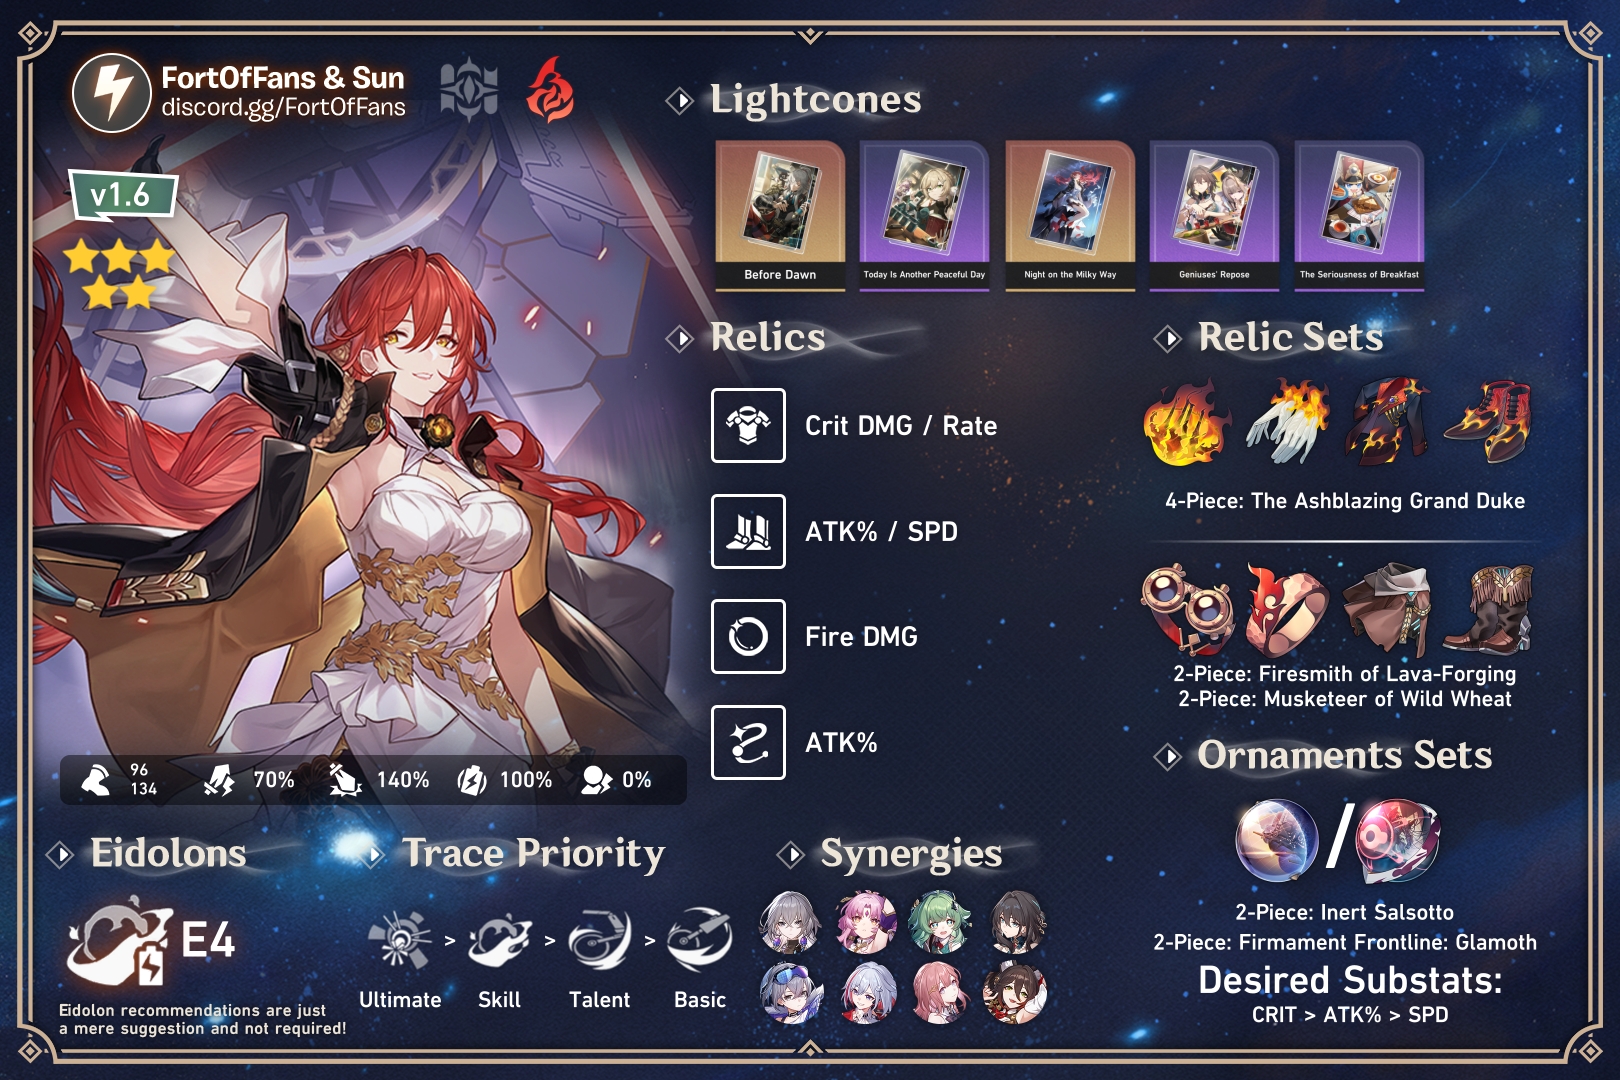 FortOfFans & Sun
discord.gg/FortOfFans
v1.6
Lightcones
Before Dawn
Today Is Another Peaceful Day
Night on the Milky Way
Geniuses' Repose
The Seriousness of Breakfast
Relics
Crit DMG / Rate
ATK% / SPD
Fire DMG
ATK%
Relic Sets
4-Piece: The Ashblazing Grand Duke
2-Piece: Firesmith of Lava-Forging
2-Piece: Musketeer of Wild Wheat
Ornaments Sets
/
2-Piece: Inert Salsotto
2-Piece: Firmament Frontline: Glamoth
Desired Substats:
CRIT > ATK% > SPD
96
134
70%
140%
100%
0%
Eidolons
E4
Eidolon recommendations are just
a mere suggestion and not required!
Trace Priority
> > >
Ultimate Skill Talent Basic
Synergies